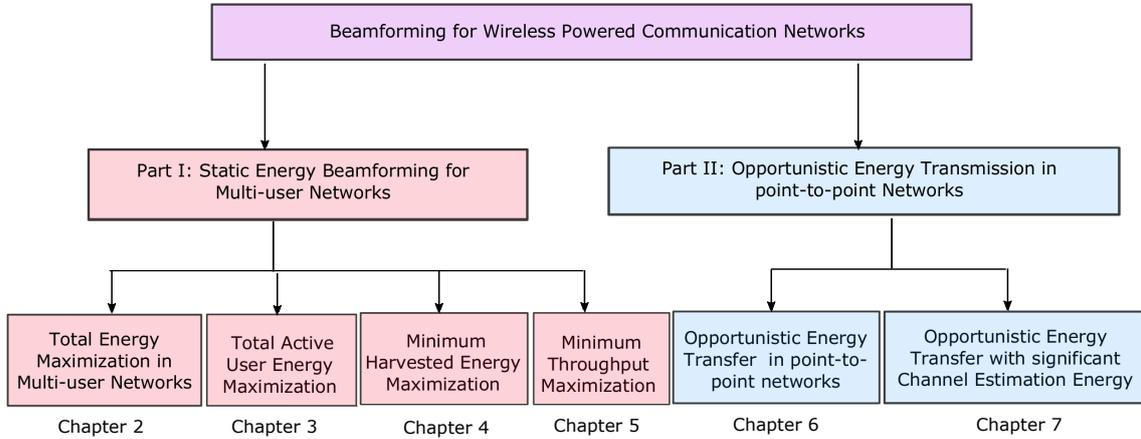 Beamforming for Wireless Powered Communication Networks
Part I: Static Energy Beamforming for
Multi-user Networks
Part II: Opportunistic Energy Transmission in
point-to-point Networks
Total Energy
Maximization in
Multi-user Networks
Total Active
User Energy
Maximization
Minimum
Harvested Energy
Maximization
Minimum
Throughput
Maximization
Opportunistic Energy
Transfer in point-to-
point networks
Opportunistic Energy
Transfer with significant
Channel Estimation Energy
Chapter 2
Chapter 3
Chapter 4
Chapter 5
Chapter 6
Chapter 7